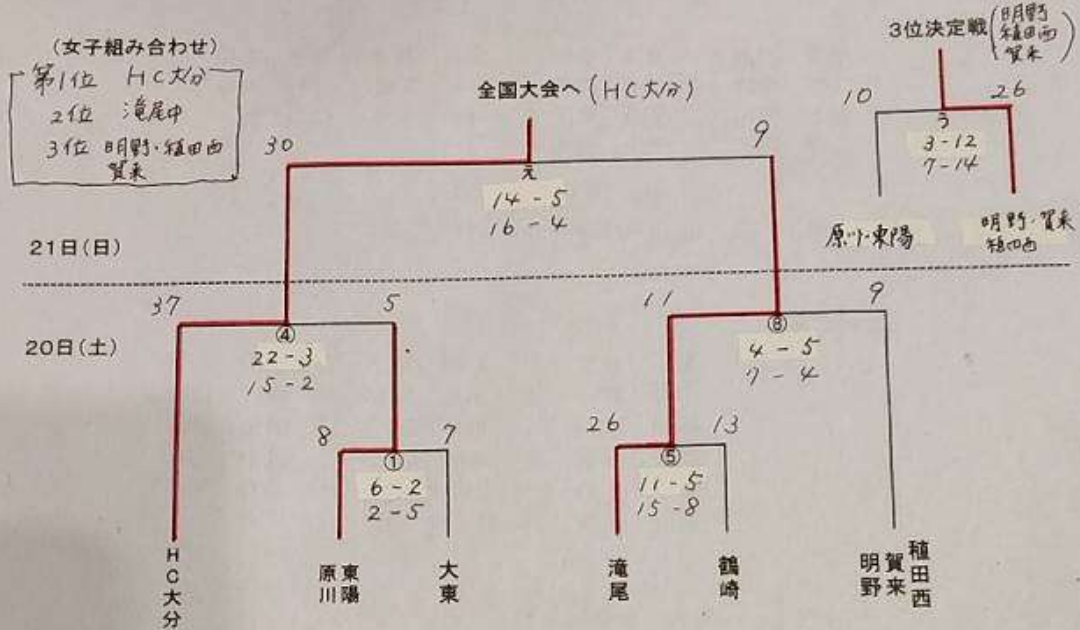 (女子組み合わせ)
第1位 HC大分
2位 滝尾中
3位 明野・稙田西
賀来
全国大会へ(HC大分)
3位決定戦(明野
稙田西
賀来)
30
9
え
14-5
16-4
10
26
う
3-12
7-14
原川・東陽
明野・賀来
稙田西
21日(日)
20日(土)
37
5
④
22-3
15-2
11
9
⑧
4-5
7-4
8
7
①
6-2
2-5
26
13
⑤
11-5
15-8
HC大分
東陽
原川
大東
滝尾
鶴崎
稙田西
賀来
明野